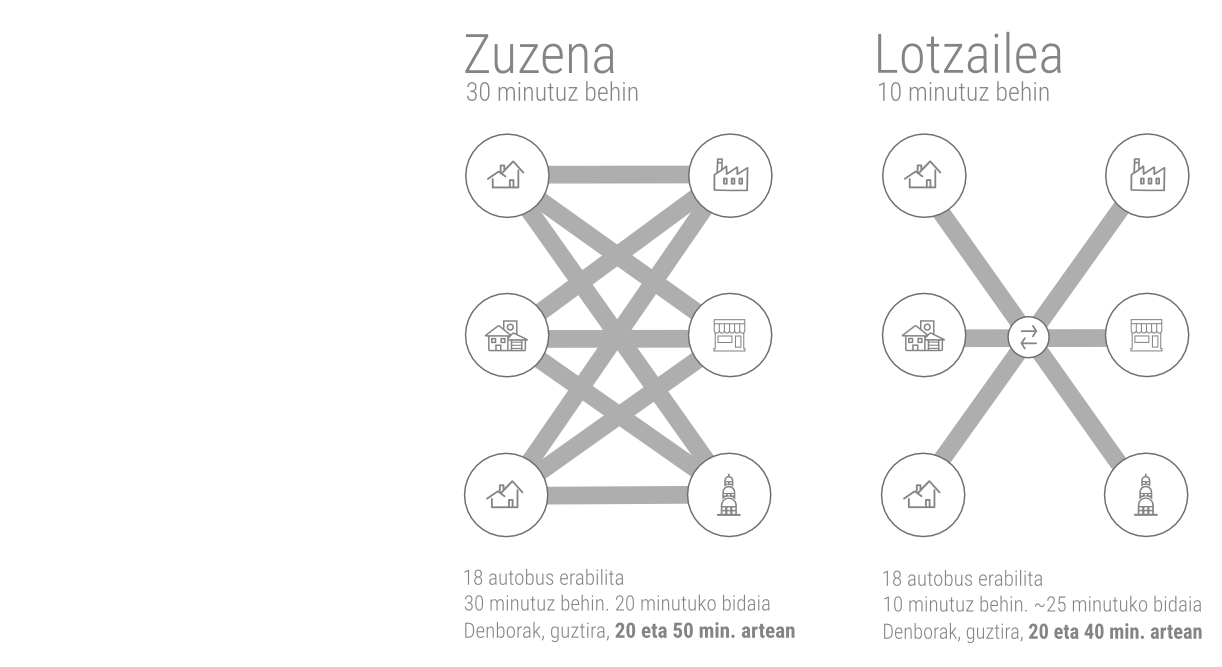 Zuzena
30 minutuz behin
18 autobus erabilita
30 minutuz behin. 20 minutuko bidaia
Denborak, guztira, 20 eta 50 min. artean
Lotzailea
10 minutuz behin
18 autobus erabilita
10 minutuz behin. ~25 minutuko bidaia
Denborak, guztira, 20 eta 40 min. artean